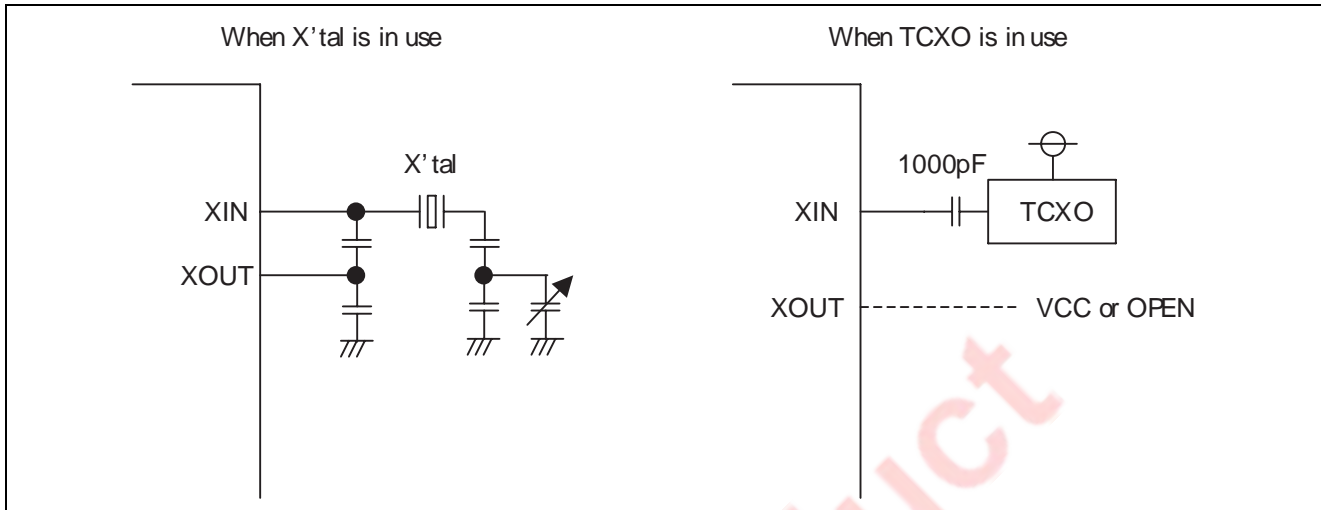 When X'tal is in use
When TCXO is in use
X'tal
XIN
XOUT
1000pF
XIN
TCXO
XOUT
VCC or OPEN